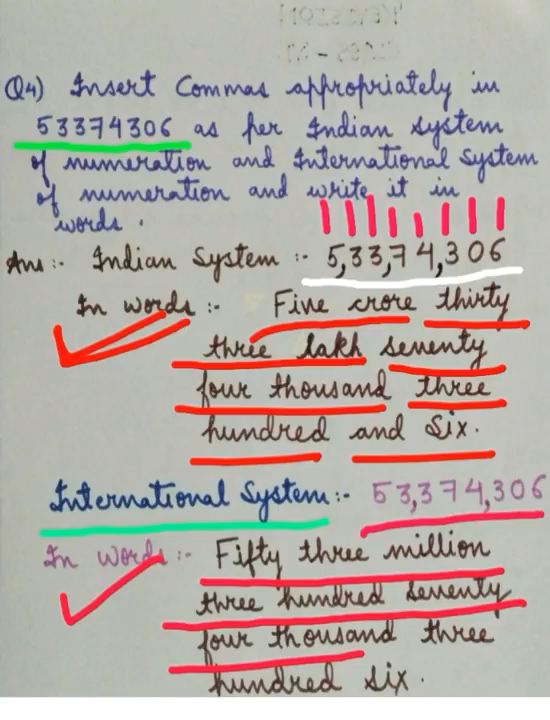 Q4) Insert Commas appropriately in
53374306 as per Indian system
of numeration and International System
of numeration and write it in
words.
Ans:- Indian System :- 5,33,74,306
In words :- Five crore thirty
three lakh seventy
four thousand three
hundred and six.
International System:- 53,374,306
In words :- Fifty three million
three hundred seventy
four thousand three
hundred six.